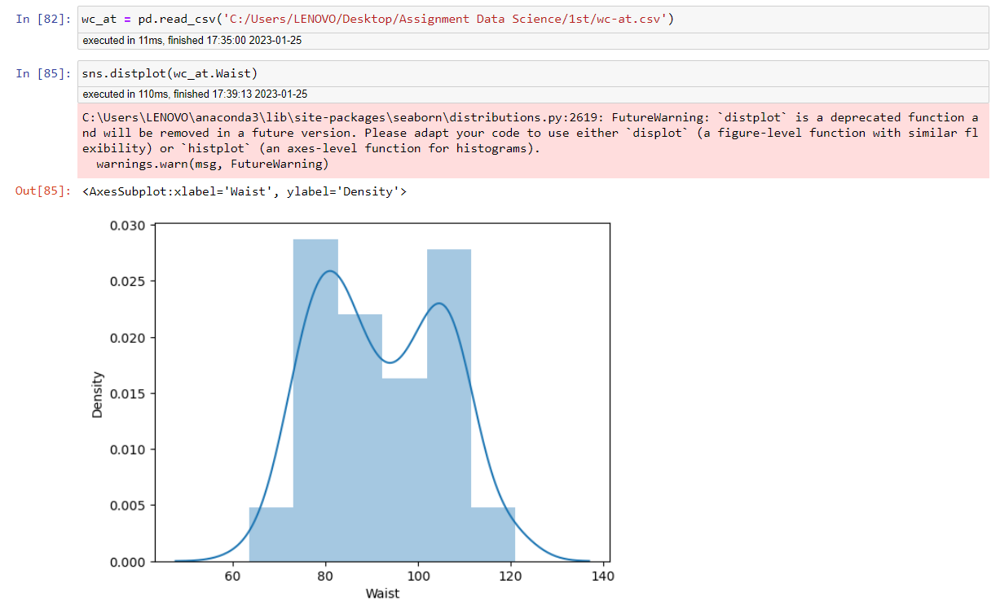 In [82]: wc_at = pd.read_csv('C:/Users/LENOVO/Desktop/Assignment Data Science/1st/wc-at.csv')
executed in 11ms, finished 17:35:00 2023-01-25
In [85]: sns.distplot(wc_at.Waist)
executed in 110ms, finished 17:39:13 2023-01-25
C:\Users\LENOVO\anaconda3\lib\site-packages\seaborn\distributions.py:2619: FutureWarning: `distplot` is a deprecated function a
nd will be removed in a future version. Please adapt your code to use either `displot` (a figure-level function with similar fl
exibility) or `histplot` (an axes-level function for histograms).
  warnings.warn(msg, FutureWarning)
Out[85]: <AxesSubplot:xlabel='Waist', ylabel='Density'>
0.030
0.025
0.020
0.015
0.010
0.005
0.000
Density
60 80 100 120 140
Waist